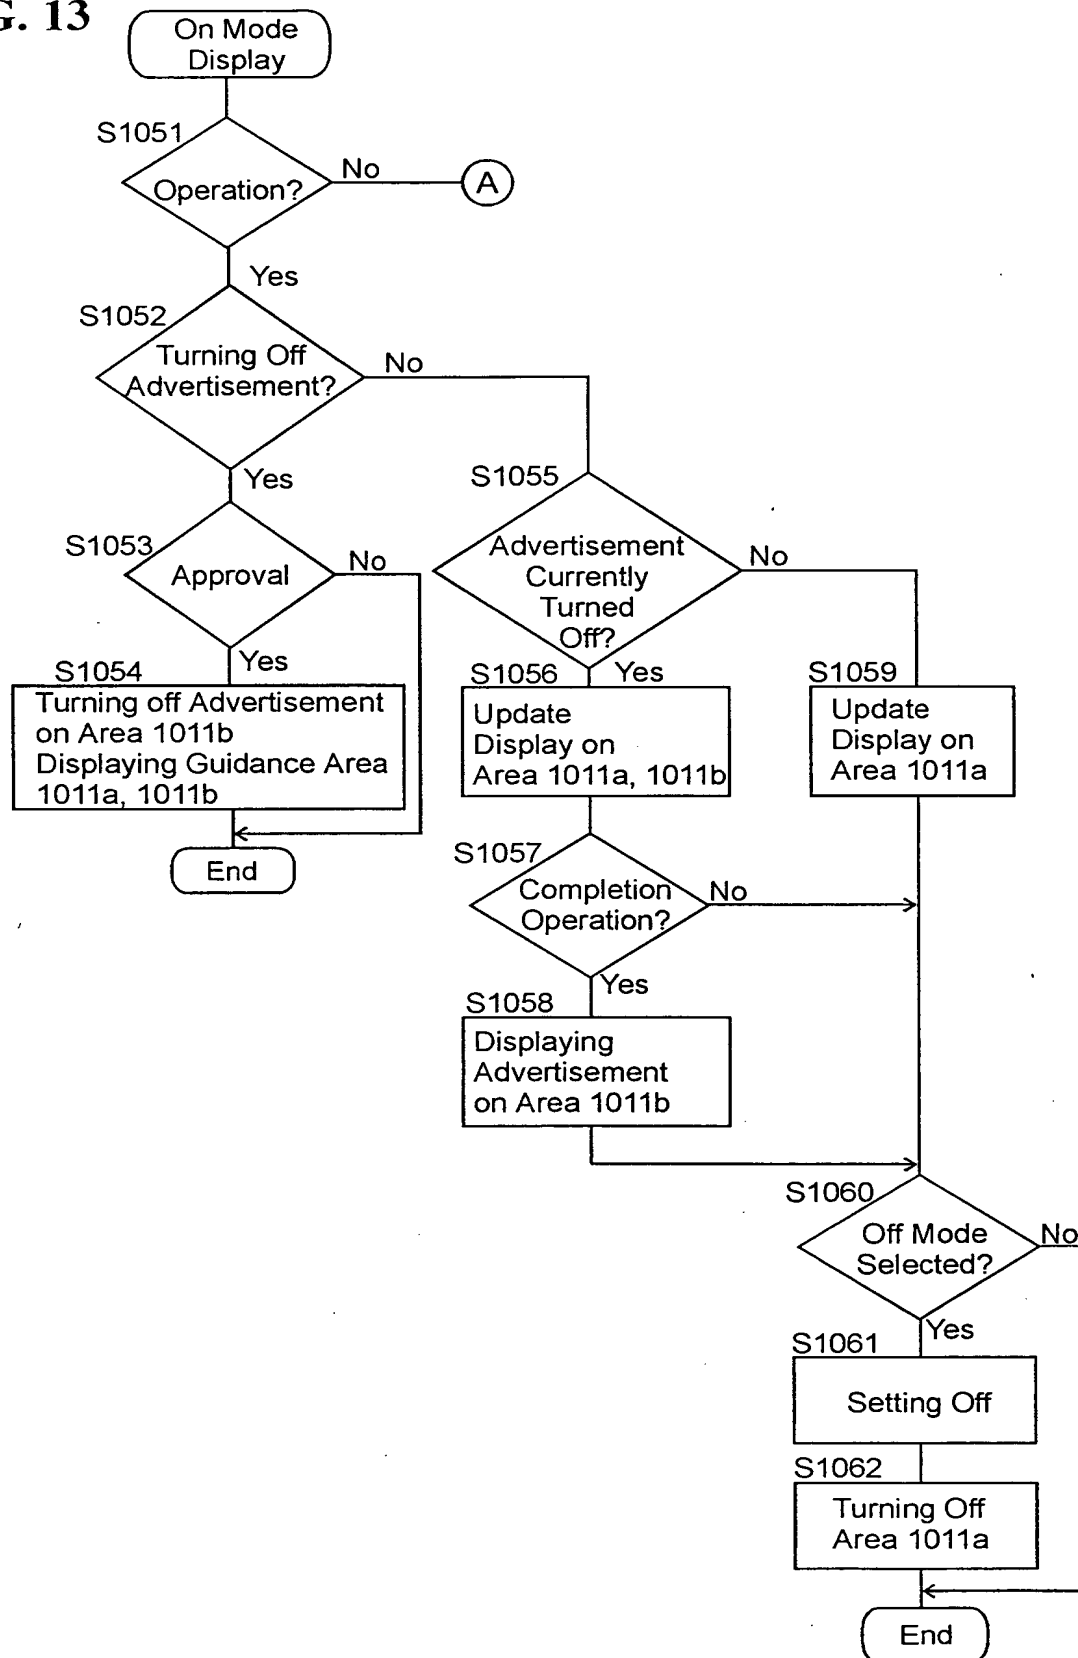 G. 13
On Mode
Display
S1051
Operation?
No
A
Yes
S1052
Turning Off
Advertisement?
No
Yes
S1053
Approval
No
Yes
S1054
Turning off Advertisement
on Area 1011b
Displaying Guidance Area
1011a, 1011b
End
S1055
Advertisement
Currently
Turned
Off?
No
Yes
S1056
Update
Display on
Area 1011a, 1011b
S1059
Update
Display on
Area 1011a
S1057
Completion
Operation?
No
Yes
S1058
Displaying
Advertisement
on Area 1011b
S1060
Off Mode
Selected?
No
Yes
S1061
Setting Off
S1062
Turning Off
Area 1011a
End